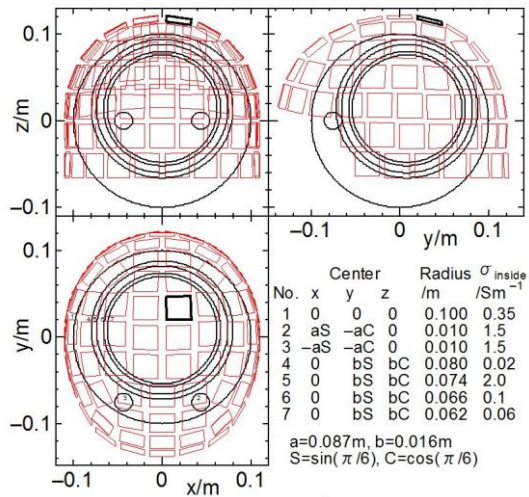 0.1
z/m
0
−0.1
−0.1 0 0.1
y/m
0.1
y/m
0
−0.1
3 2
−0.1 0 0.1
x/m
Center Radius σinside
No. x y z /m /Sm⁻¹
1 0 0 0 0.100 0.35
2 aS −aC 0 0.010 1.5
3 −aS −aC 0 0.010 1.5
4 0 bS bC 0.080 0.02
5 0 bS bC 0.074 2.0
6 0 bS bC 0.066 0.1
7 0 bS bC 0.062 0.06
a=0.087m, b=0.016m
S=sin(π/6), C=cos(π/6)